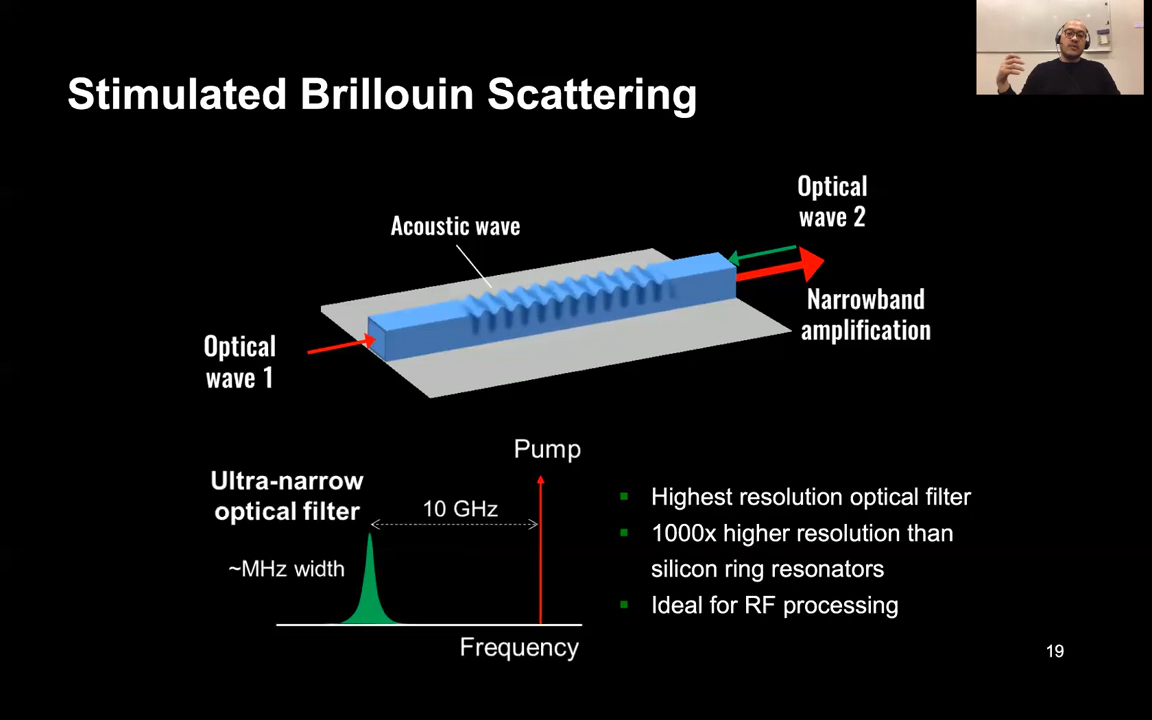 Stimulated Brillouin Scattering
Optical
wave 2
Acoustic wave
Narrowband
amplification
Optical
wave 1
Pump
Ultra-narrow
optical filter
10 GHz
~MHz width
Frequency
▪ Highest resolution optical filter
▪ 1000x higher resolution than
silicon ring resonators
▪ Ideal for RF processing
19